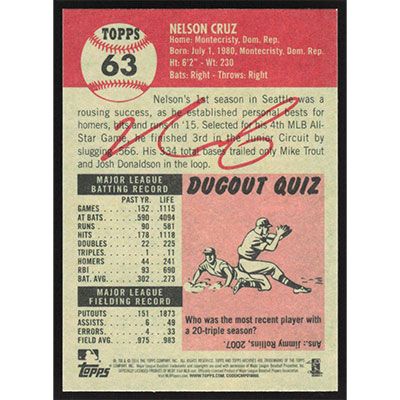 TOPPS
63
NELSON CRUZ
Home: Montecristy, Dom. Rep.
Born: July 1, 1980, Montecristy, Dom. Rep.
Ht: 6'2" - Wt: 230
Bats: Right - Throws: Right
Nelson's 1st season in Seattle was a
rousing success, as he established personal bests for
homers, hits and runs in '15. Selected for his 4th MLB All-
Star Game, he finished 3rd in the Junior Circuit by
slugging .566. His 334 total bases trailed only Mike Trout
and Josh Donaldson in the loop.
MAJOR LEAGUE
BATTING RECORD
PAST YR. LIFE
GAMES .....152..1115
AT BATS .....590..4094
RUNS .....90 ...581
HITS .....178..1118
DOUBLES .....22 ...225
TRIPLES .....1 ....11
HOMERS .....44 ...241
RBI .....93 ...692
BAT. AVG. ...302...273
MAJOR LEAGUE
FIELDING RECORD
PUTOUTS .....151..1873
ASSISTS .....6 ....49
ERRORS .....4 ....33
FIELD AVG ...975...983
DUGOUT QUIZ
Who was the most recent player with
a 20-triple season?
Ans.: Jimmy Rollins, 2007.
topps